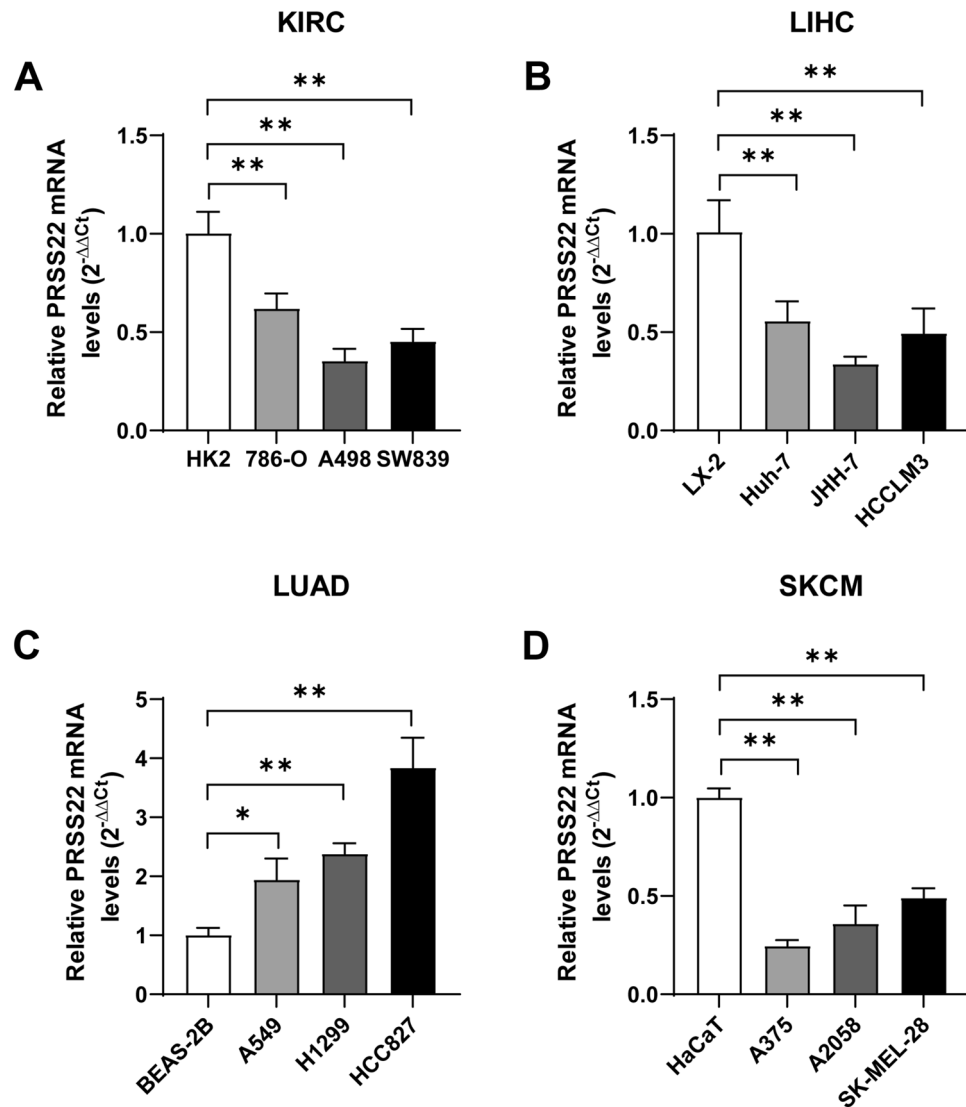 KIRC
A
**
**
**
Relative PRSS22 mRNA
levels (2-ΔΔCt)
1.5
1.0
0.5
0.0
HK2 786-O A498 SW839
LIHC
B
**
**
**
Relative PRSS22 mRNA
levels (2-ΔΔCt)
1.5
1.0
0.5
0.0
LX-2 Huh-7 JHH-7 HCCLM3
LUAD
C
**
**
*
Relative PRSS22 mRNA
levels (2-ΔΔCt)
5
4
3
2
1
0
BEAS-2B A549 H1299 HCC827
SKCM
D
**
**
**
Relative PRSS22 mRNA
levels (2-ΔΔCt)
1.5
1.0
0.5
0.0
HaCaT A375 A2058 SK-MEL-28